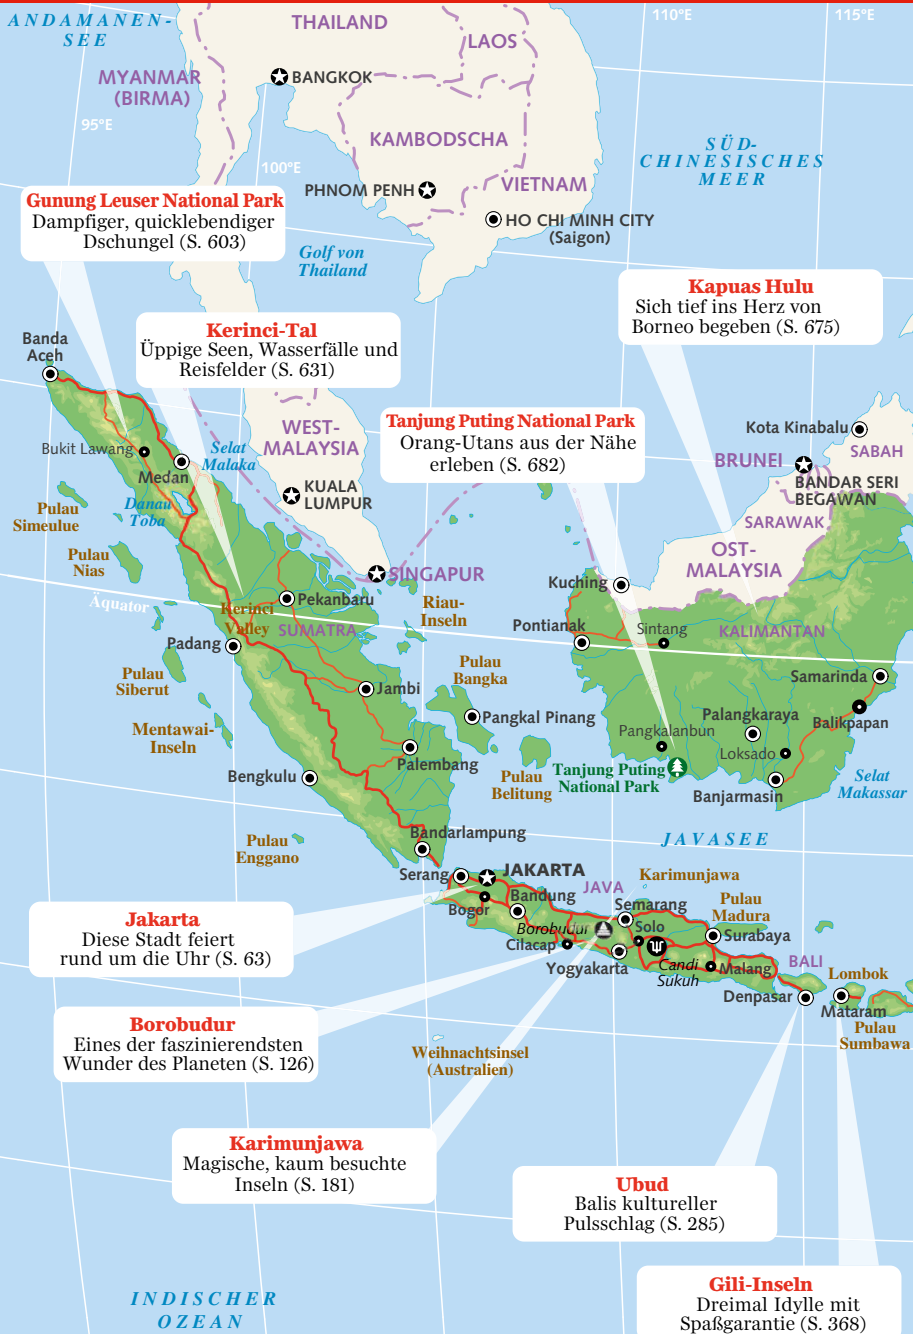 110°E
115°E
ANDAMANEN-
SEE
THAILAND
LAOS
MYANMAR
(BIRMA)
BANGKOK
95°E
KAMBODSCHA
100°E
SÜD-
CHINESISCHES
MEER
PHNOM PENH
VIETNAM
Gunung Leuser National Park
Dampfiger, quicklebendiger
Dschungel (S. 603)
HO CHI MINH CITY
(Saigon)
Golf von
Thailand
Kapuas Hulu
Sich tief ins Herz von
Borneo begeben (S. 675)
Kerinci-Tal
Üppige Seen, Wasserfälle und
Reisfelder (S. 631)
Banda
Aceh
Tanjung Puting National Park
Orang-Utans aus der Nähe
erleben (S. 682)
WEST-
MALAYSIA
Kota Kinabalu
SABAH
Bukit Lawang
Selat
Malaka
BRUNEI
Medan
BANDAR SERI
BEGAWAN
KUALA
LUMPUR
Pulau
Simeulue
Danau
Toba
SARAWAK
Pulau
Nias
OST-
MALAYSIA
SINGAPUR
Kuching
Äquator
Kerinci
Valley
Pekanbaru
Riau-
Inseln
SUMATRA
Pontianak
Sintang
KALIMANTAN
Padang
Pulau
Siberut
Pulau
Bangka
Samarinda
Jambi
Pangkal Pinang
Palangkaraya
Balikpapan
Mentawai-
Inseln
Pangkalanbun
Loksado
Palembang
Bengkulu
Pulau
Belitung
Tanjung Puting
National Park
Banjarmasin
Selat
Makassar
Bandarlampung
JAVASEE
Pulau
Enggano
Serang
JAKARTA
Karimunjawa
JAVA
Bogor
Bandung
Semarang
Pulau
Madura
Jakarta
Diese Stadt feiert
rund um die Uhr (S. 63)
Borobudur
Solo
Surabaya
Cilacap
Yogyakarta
Candi
Sukuh
Malang
BALI
Lombok
Denpasar
Mataram
Pulau
Sumbawa
Borobudur
Eines der faszinierendsten
Wunder des Planeten (S. 126)
Weihnachtsinsel
(Australien)
Karimunjawa
Magische, kaum besuchte
Inseln (S. 181)
Ubud
Balis kultureller
Pulsschlag (S. 285)
Gili-Inseln
Dreimal Idylle mit
Spaßgarantie (S. 368)
INDISCHER
OZEAN